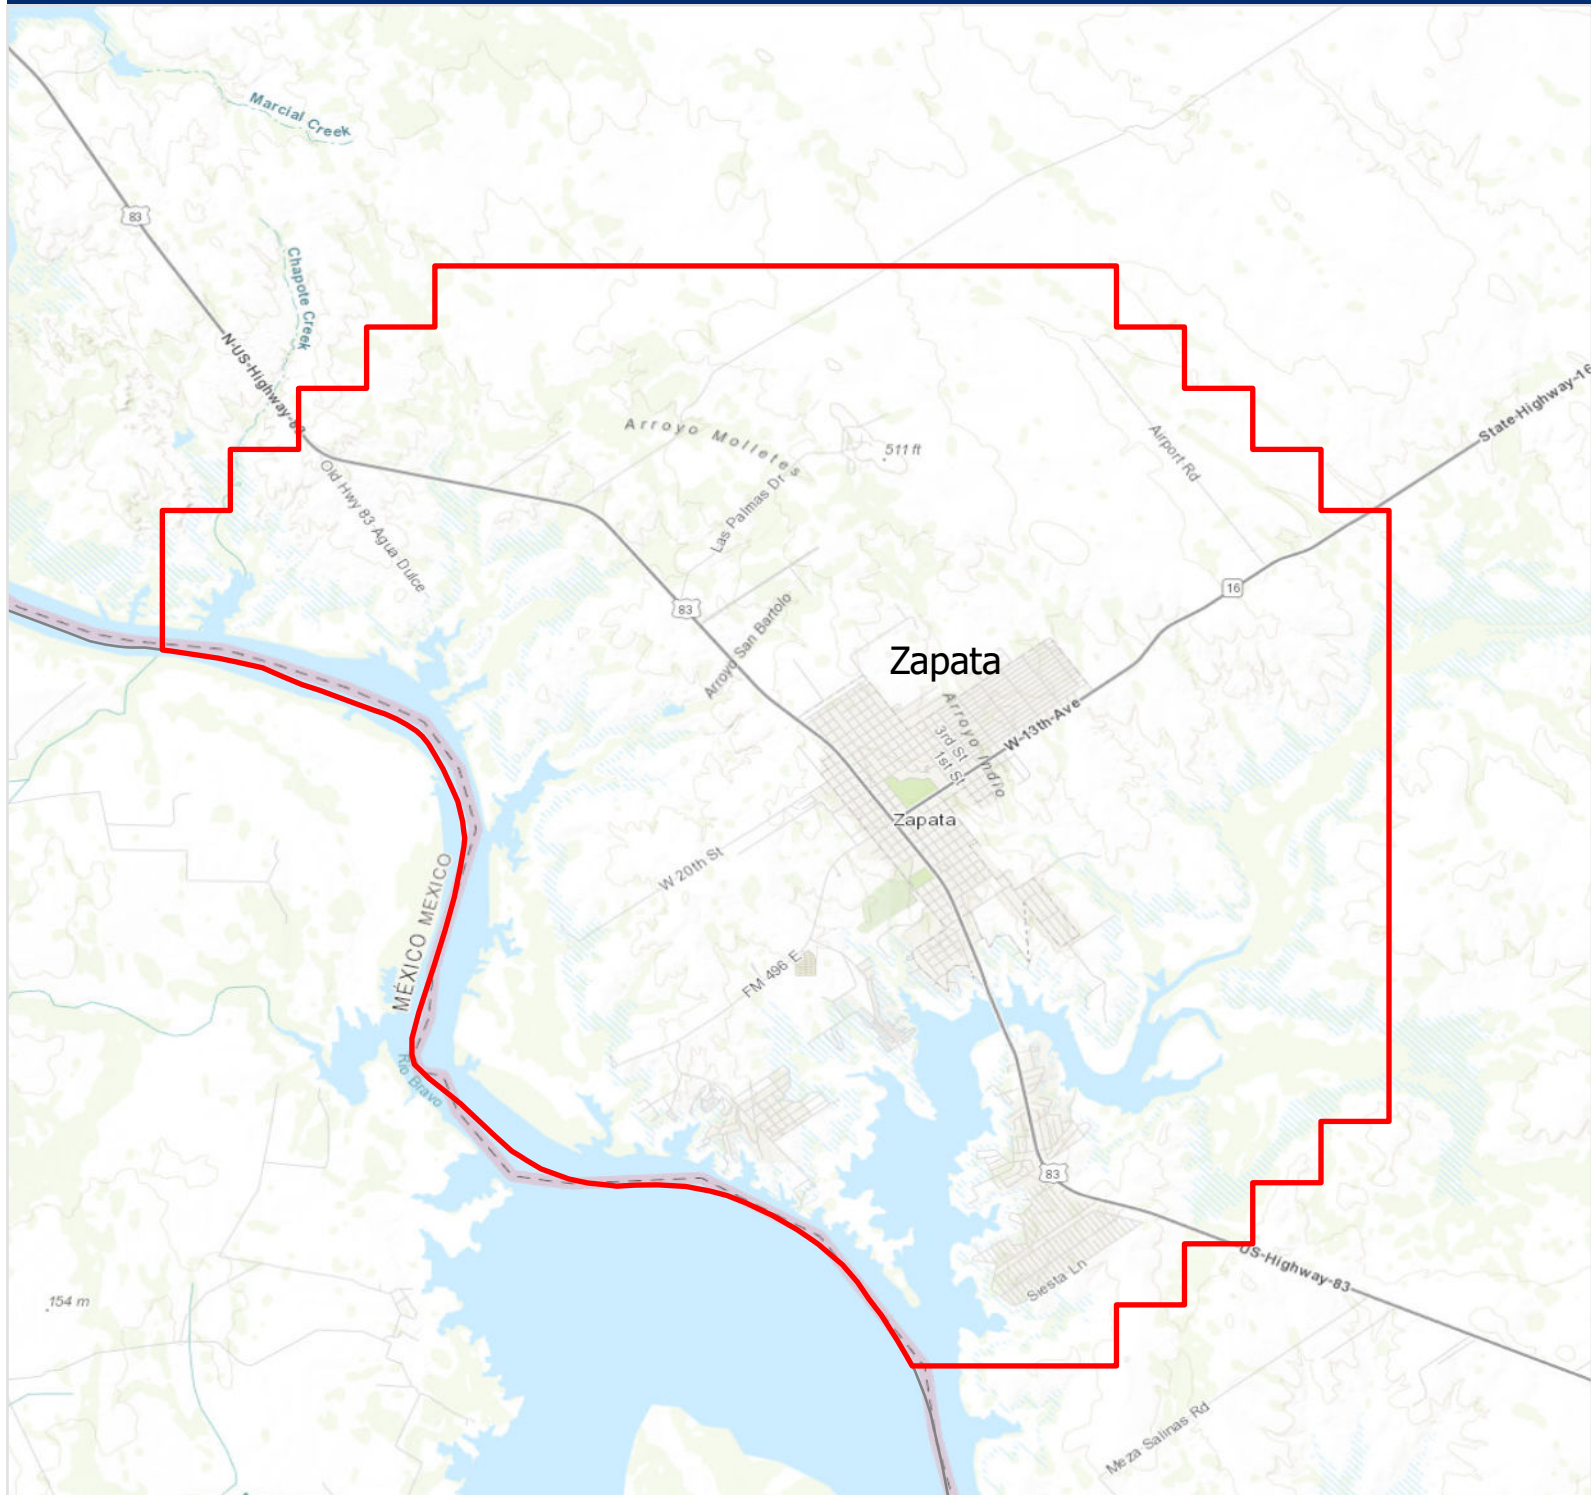 Marcial Creek
83
Chapote Creek
N-US-Highway-83
Arroyo Molletes
511 ft
Airport Rd
State-Highway-16
Old Hwy 83 Agua Dulce
Las Palmas Dr
16
83
Arroyo San Bartolo
Zapata
Arroyo Indio
3rd St
1st St
W-13th-Ave
Zapata
W 20th St
MÉXICO MEXICO
FM 496 E
Rio Bravo
83
US-Highway-83
Siesta Ln
154 m
Meza Salinas Rd